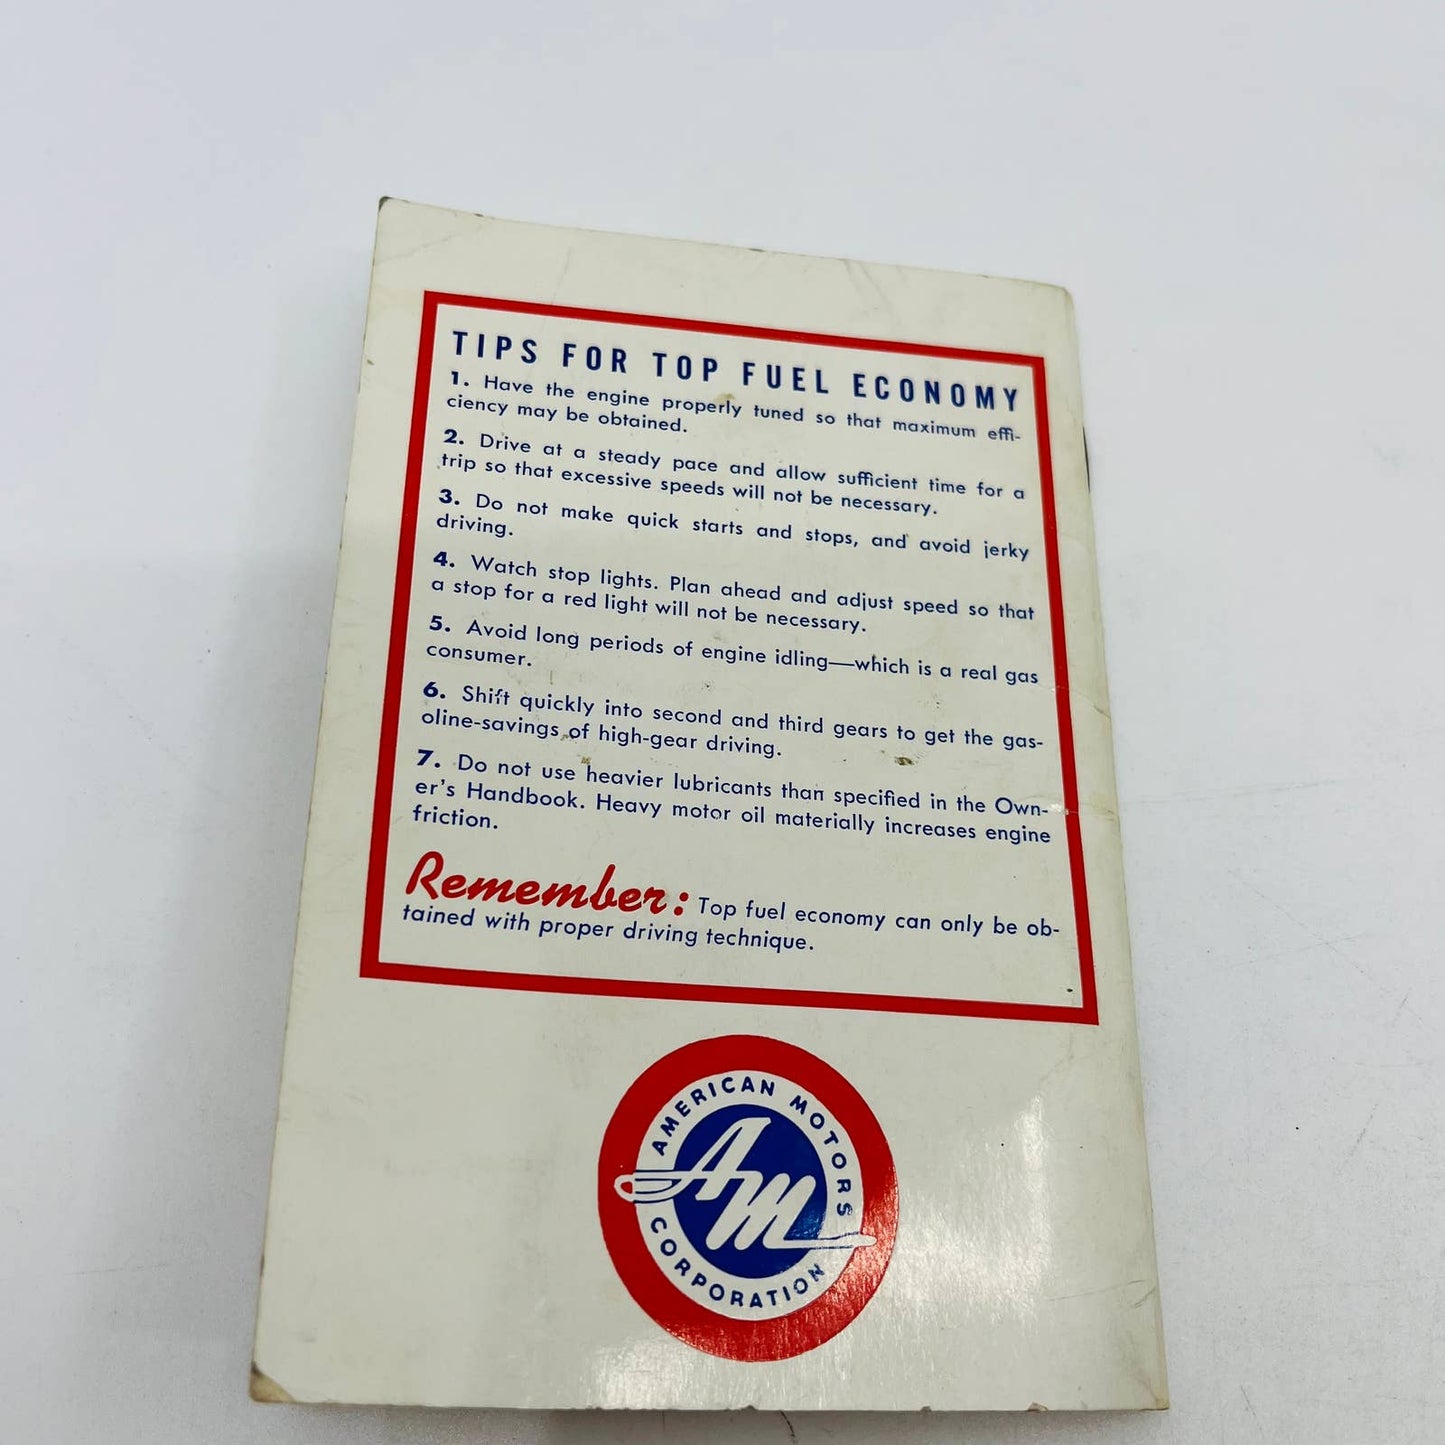 TIPS FOR TOP FUEL ECONOMY
1. Have the engine properly tuned so that maximum effi-
ciency may be obtained.
2. Drive at a steady pace and allow sufficient time for a
trip so that excessive speeds will not be necessary.
3. Do not make quick starts and stops, and avoid jerky
driving.
4. Watch stop lights. Plan ahead and adjust speed so that
a stop for a red light will not be necessary.
5. Avoid long periods of engine idling—which is a real gas
consumer.
6. Shift quickly into second and third gears to get the gas-
oline-savings of high-gear driving.
7. Do not use heavier lubricants than specified in the Own-
er's Handbook. Heavy motor oil materially increases engine
friction.
Remember: Top fuel economy can only be ob-
tained with proper driving technique.
AMERICAN MOTORS
AM
CORPORATION